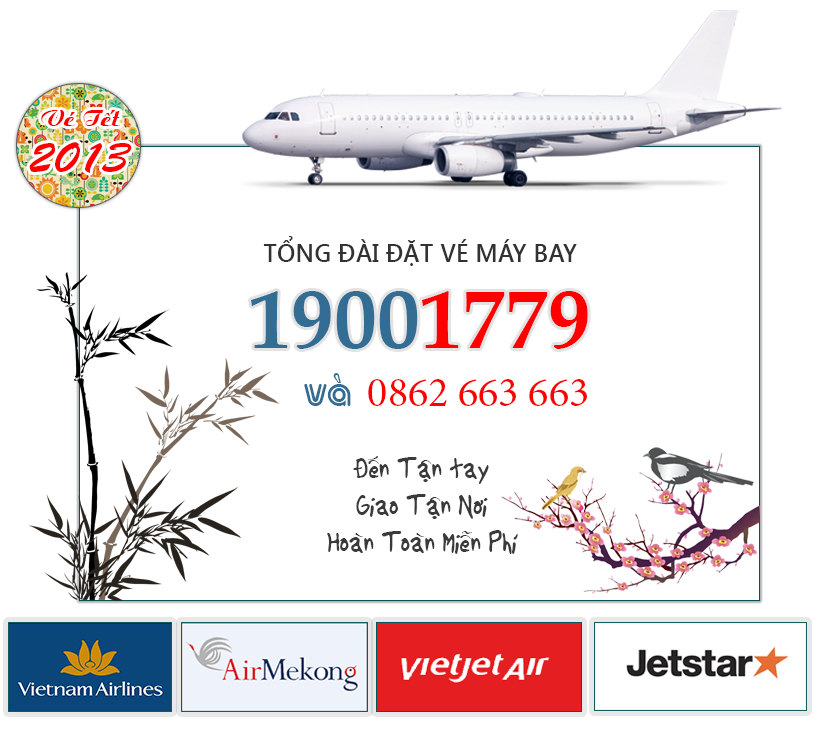 Vé Tết
2013
TỔNG ĐÀI ĐẶT VÉ MÁY BAY
19001779
và 0862 663 663
Đến Tận tay
Giao Tận Nơi
Hoàn Toàn Miễn Phí
Vietnam Airlines
AirMekong
vietjet Air
Jetstar